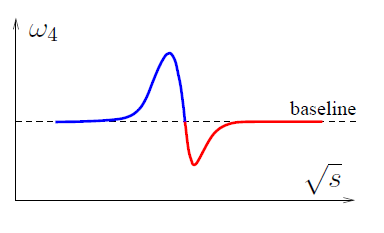 ω₄
baseline
√s